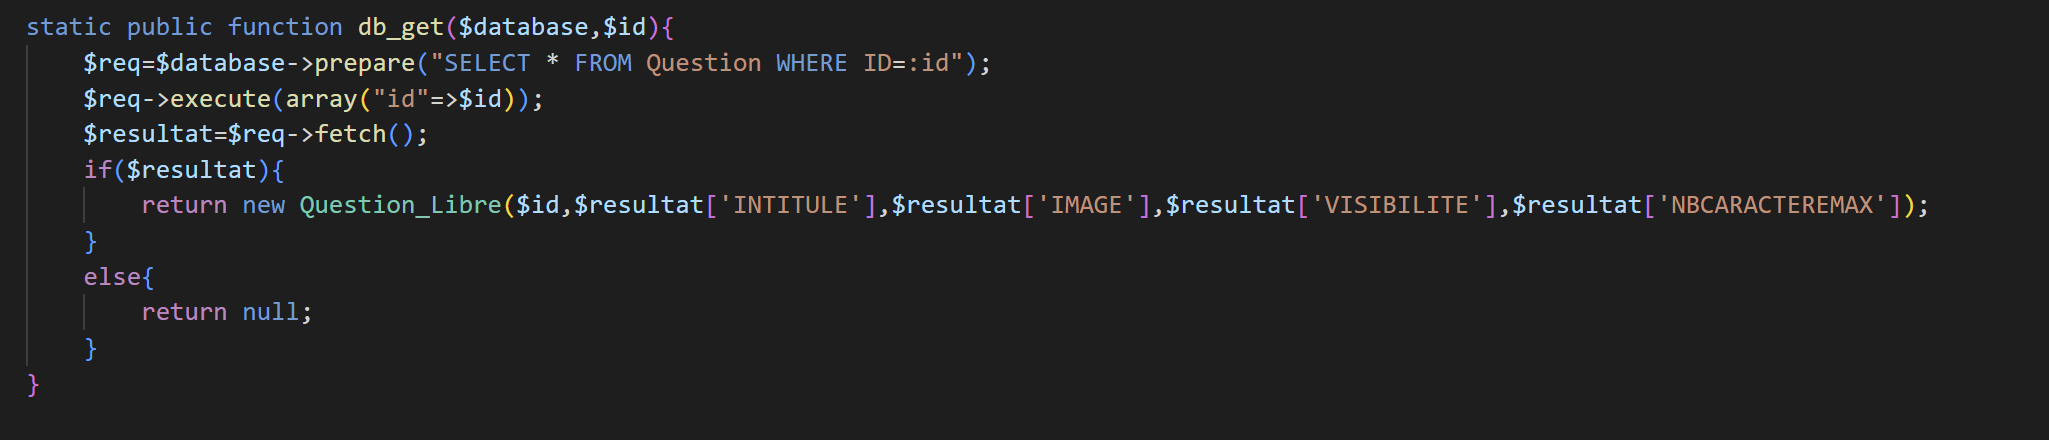 static public function db_get($database,$id){
$req=$database->prepare("SELECT * FROM Question WHERE ID=:id");
$req->execute(array("id"=>$id));
$resultat=$req->fetch();
if($resultat){
return new Question_Libre($id,$resultat['INTITULE'],$resultat['IMAGE'],$resultat['VISIBILITE'],$resultat['NBCARACTEREMAX']);
}
else{
return null;
}
}